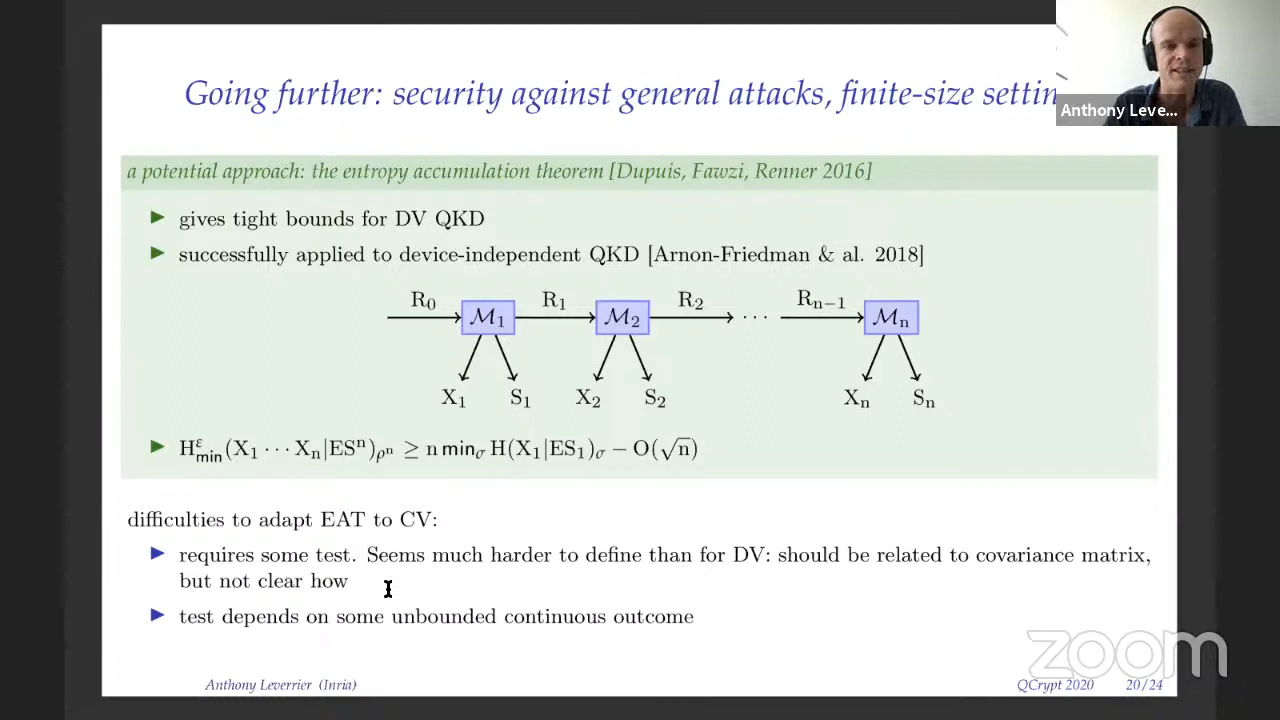 Going further: security against general attacks, finite-size settin
Anthony Leve...
a potential approach: the entropy accumulation theorem [Dupuis, Fawzi, Renner 2016]
▶ gives tight bounds for DV QKD
▶ successfully applied to device-independent QKD [Arnon-Friedman & al. 2018]
R₀ R₁ R₂ Rₙ₋₁
ℳ₁ ℳ₂ ··· ℳₙ
X₁ S₁ X₂ S₂ Xₙ Sₙ
▶ H^ε_min(X₁ ··· Xₙ|ESⁿ)_ρⁿ ≥ n min_σ H(X₁|ES₁)_σ − O(√n)
difficulties to adapt EAT to CV:
▶ requires some test. Seems much harder to define than for DV: should be related to covariance matrix,
but not clear how
▶ test depends on some unbounded continuous outcome
zoom
Anthony Leverrier (Inria) QCrypt 2020 20/24